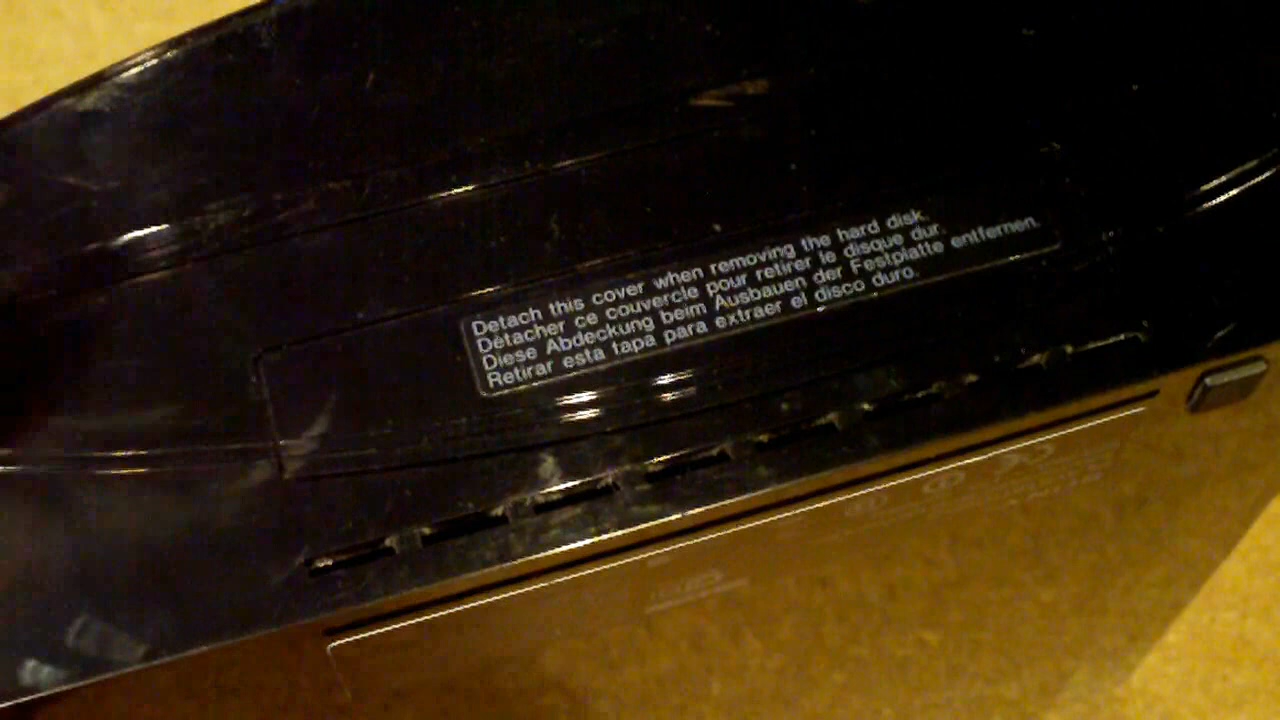 Detach this cover when removing the hard disk.
Détacher ce couvercle pour retirer le disque dur.
Diese Abdeckung beim Ausbauen der Festplatte entfernen.
Retirar esta tapa para extraer el disco duro.